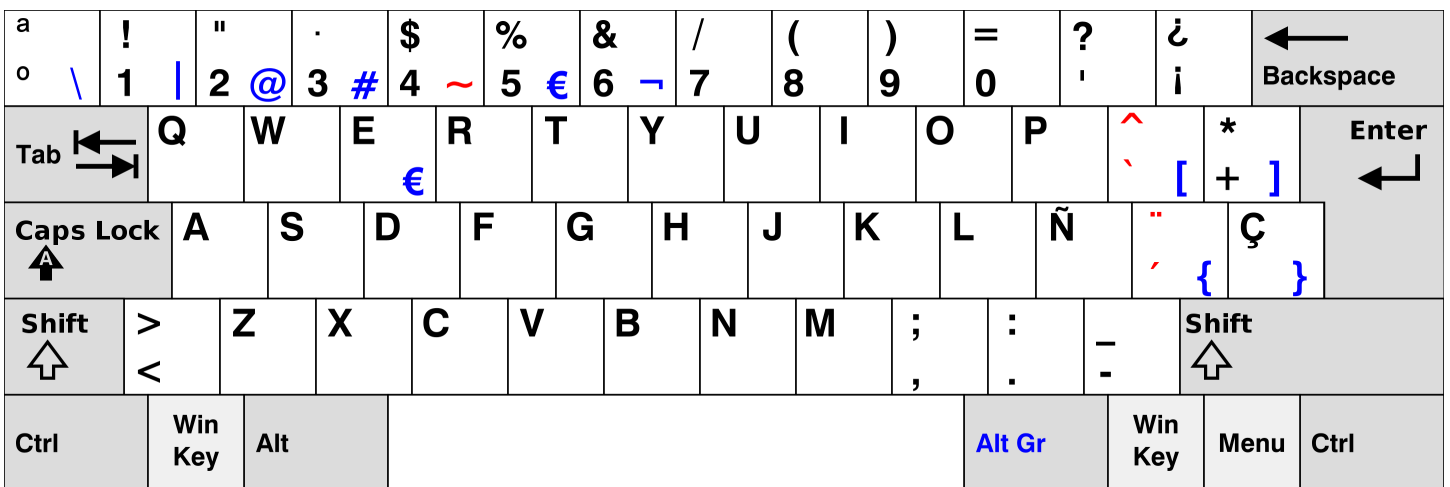 ª ! " · $ % & / ( ) = ? ¿
º \ 1 | 2 @ 3 # 4 ~ 5 € 6 ¬ 7 8 9 0 ' ¡ Backspace
Tab Q W E R T Y U I O P ^ * Enter
€ ` [ + ]
Caps Lock A S D F G H J K L Ñ ¨ Ç
A ´ { }
Shift > Z X C V B N M ; : _ Shift
< , . -
Ctrl Win Key Alt Alt Gr Win Key Menu Ctrl